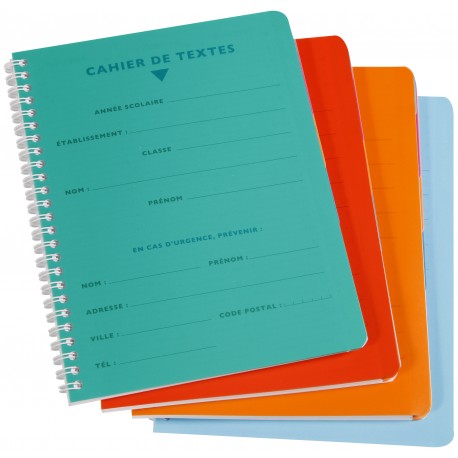 CAHIER DE TEXTES
ANNÉE SCOLAIRE
ÉTABLISSEMENT :
CLASSE
NOM :
PRÉNOM
EN CAS D'URGENCE, PRÉVENIR :
NOM : PRÉNOM :
ADRESSE :
VILLE : CODE POSTAL :
TÉL :